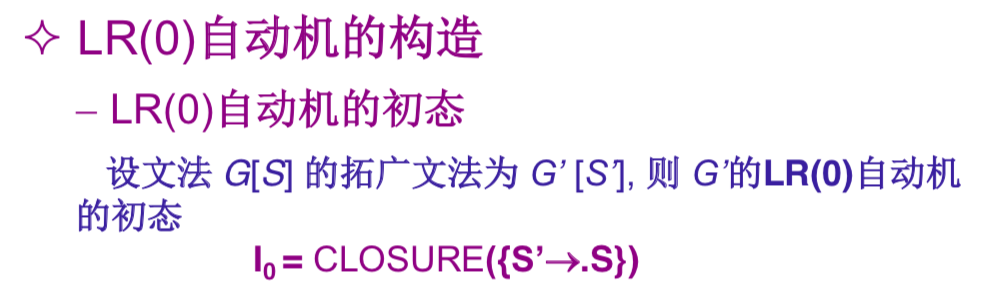 ✧ LR(0)自动机的构造
– LR(0)自动机的初态
设文法 G[S] 的拓广文法为 G’ [S’], 则 G’的LR(0)自动机
的初态
I₀ = CLOSURE({S’→.S})